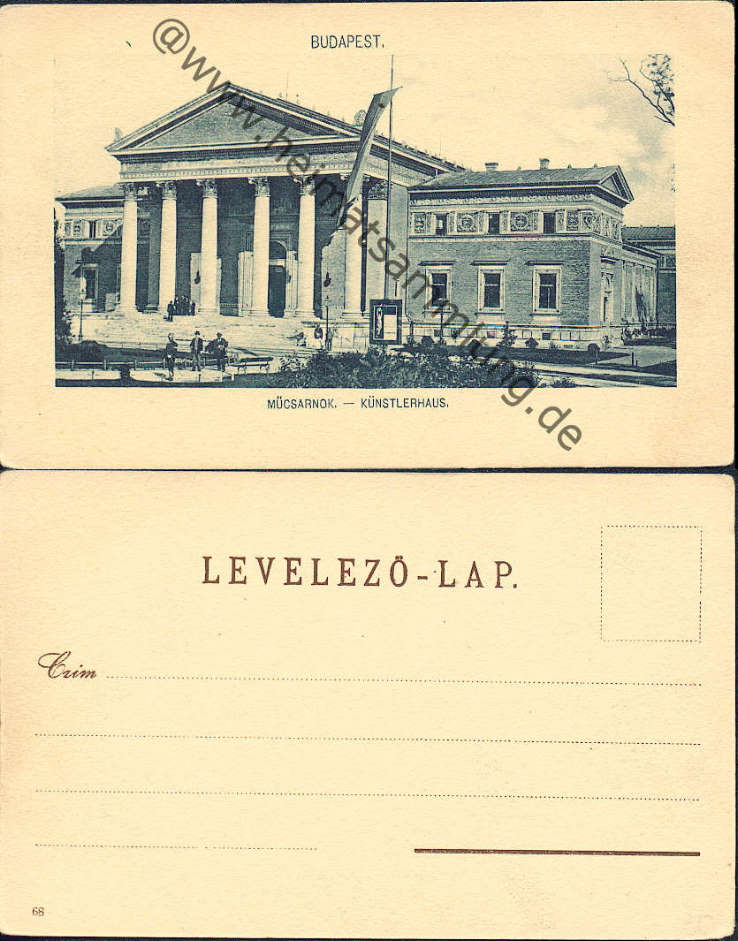 BUDAPEST.
@www.heimatsammlung.de
MŰCSARNOK. — KÜNSTLERHAUS.
LEVELEZŐ-LAP.
Czim
68